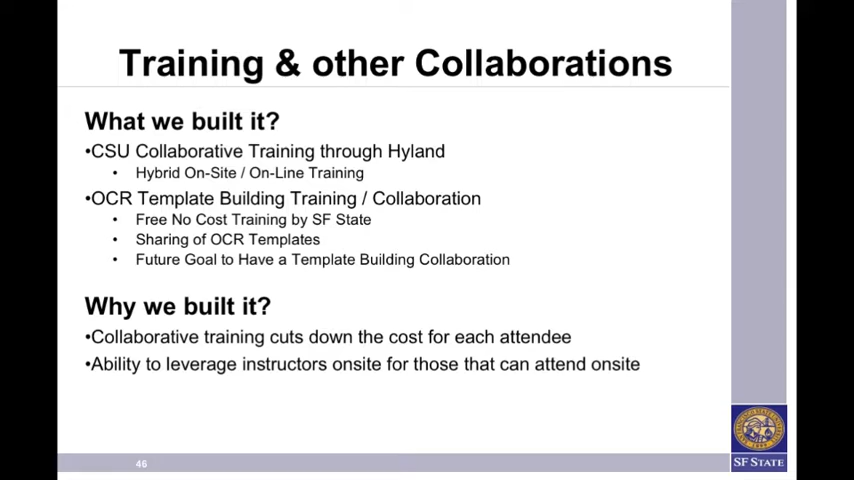 Training & other Collaborations
What we built it?
•CSU Collaborative Training through Hyland
• Hybrid On-Site / On-Line Training
•OCR Template Building Training / Collaboration
• Free No Cost Training by SF State
• Sharing of OCR Templates
• Future Goal to Have a Template Building Collaboration
Why we built it?
•Collaborative training cuts down the cost for each attendee
•Ability to leverage instructors onsite for those that can attend onsite
46
SF STATE